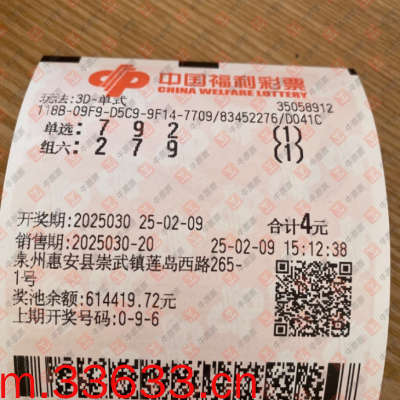 中国福利彩票
CHINA WELFARE LOTTERY
玩法:3D-单式 35058912
118B-09F9-D5C9-9F14-7709/83452276/D041C
单选: 7 9 2 (1)
组六: 2 7 9 (1)
开奖期:2025030 25-02-09 合计4元
销售期:2025030-20 25-02-09 15:12:38
泉州惠安县崇武镇莲岛西路265-
1号
奖池余额:614419.72元
上期开奖号码:0-9-6
m.33633.cn